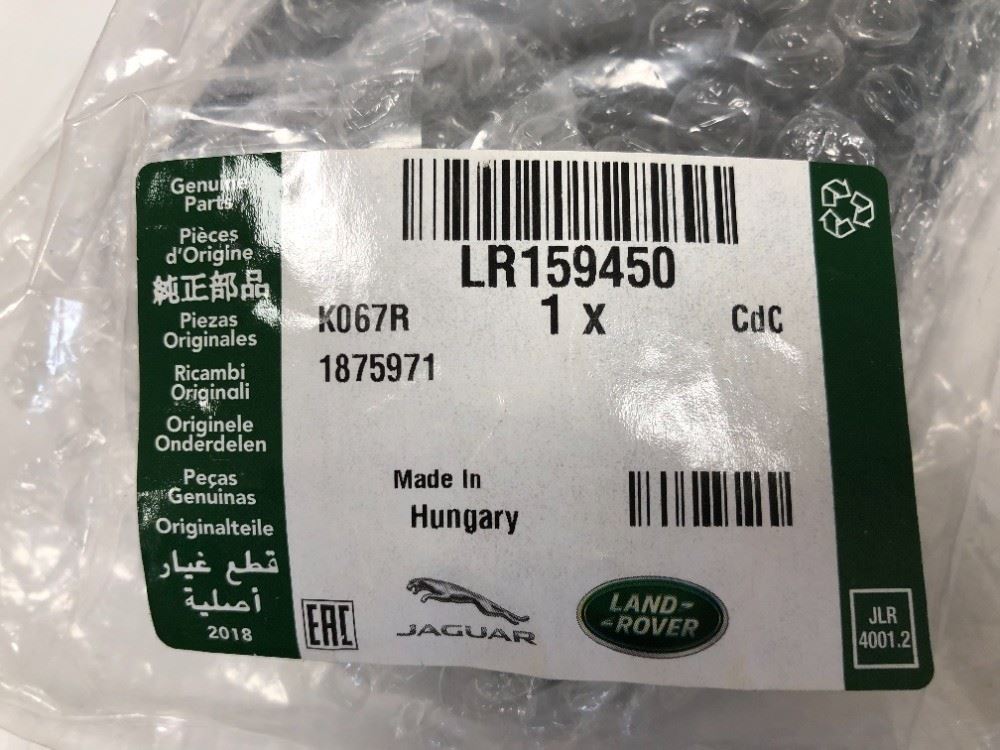 Genuine
Parts
Pièces
d'Origine
純正部品
Piezas
Originales
Ricambi
Originali
Originele
Onderdelen
Peças
Genuinas
Originalteile
قطع غيار
أصلية
2018
LR159450
K067R 1 x CdC
1875971
Made In
Hungary
EAC
JAGUAR
LAND-
-ROVER
JLR
4001.2